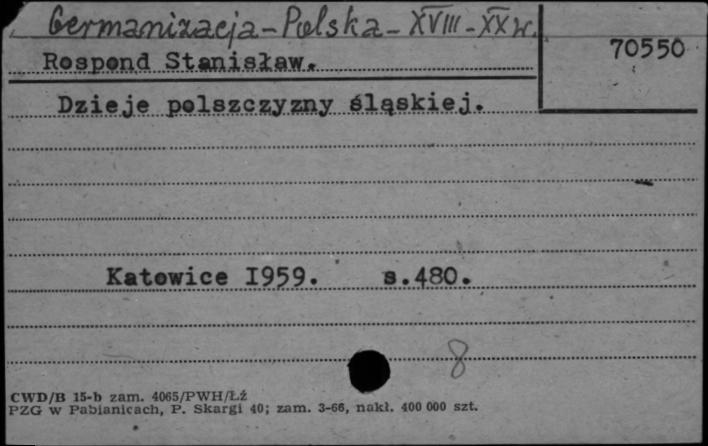 Germanizacja - Polska - XVIII - XX w.
70550
Rospond Stanisław.
Dzieje polszczyzny śląskiej.
Katowice I959. s.480.
8
CWD/B 15-b zam. 4065/PWH/Łź
PZG w Pabianicach, P. Skargi 40; zam. 3-66, nakł. 400 000 szt.